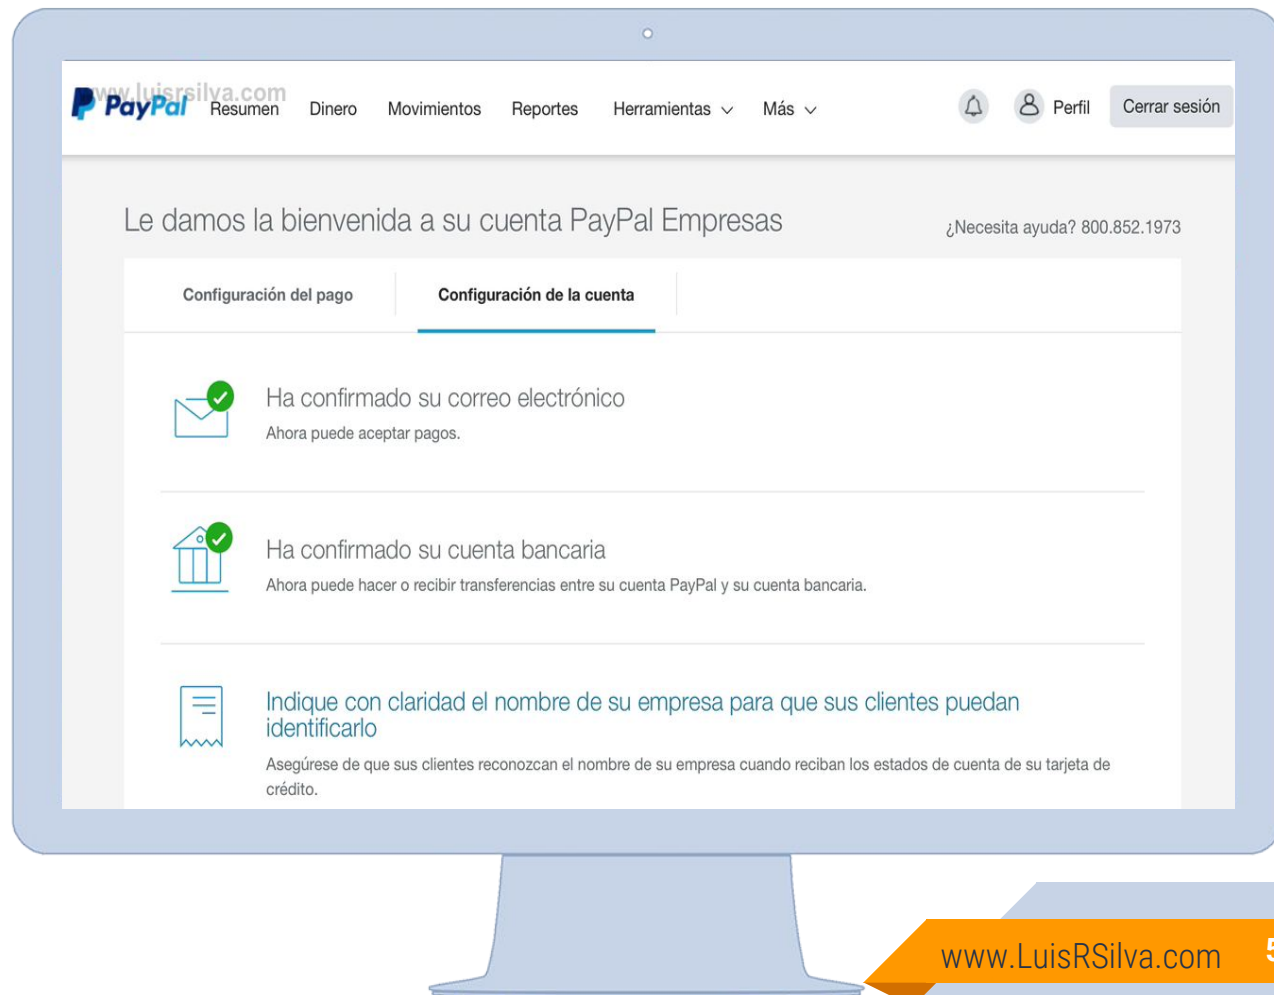 www.luisrsilva.com
PayPal Resumen Dinero Movimientos Reportes Herramientas Más Perfil Cerrar sesión
Le damos la bienvenida a su cuenta PayPal Empresas
¿Necesita ayuda? 800.852.1973
Configuración del pago Configuración de la cuenta
Ha confirmado su correo electrónico
Ahora puede aceptar pagos.
Ha confirmado su cuenta bancaria
Ahora puede hacer o recibir transferencias entre su cuenta PayPal y su cuenta bancaria.
Indique con claridad el nombre de su empresa para que sus clientes puedan
identificarlo
Asegúrese de que sus clientes reconozcan el nombre de su empresa cuando reciban los estados de cuenta de su tarjeta de
crédito.
www.LuisRSilva.com